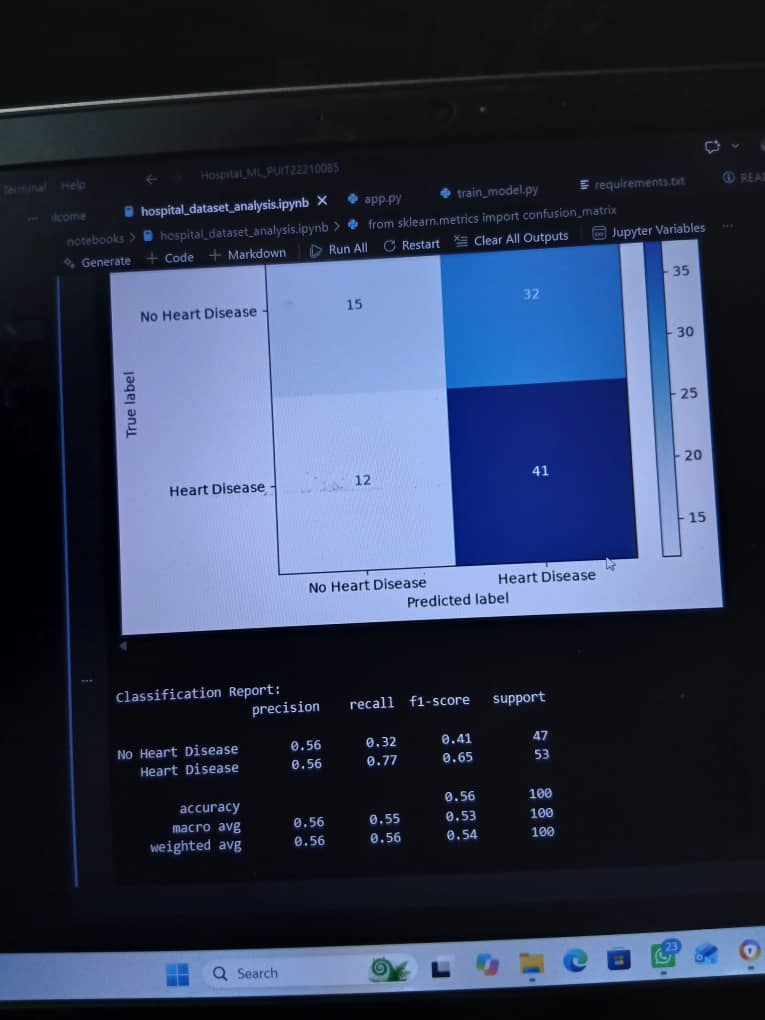 Terminal Help
Hospital_ML_PUIT22210085
hospital_dataset_analysis.ipynb
app.py
train_model.py
requirements.txt
notebooks > hospital_dataset_analysis.ipynb > from sklearn.metrics import confusion_matrix
Generate + Code + Markdown Run All Restart Clear All Outputs Jupyter Variables ...
No Heart Disease 15 32
Heart Disease 12 41
True label
35
30
25
20
15
No Heart Disease Heart Disease
Predicted label
...
Classification Report:
precision recall f1-score support
No Heart Disease 0.56 0.32 0.41 47
Heart Disease 0.56 0.77 0.65 53
accuracy 0.56 100
macro avg 0.56 0.55 0.53 100
weighted avg 0.56 0.56 0.54 100
Search
23